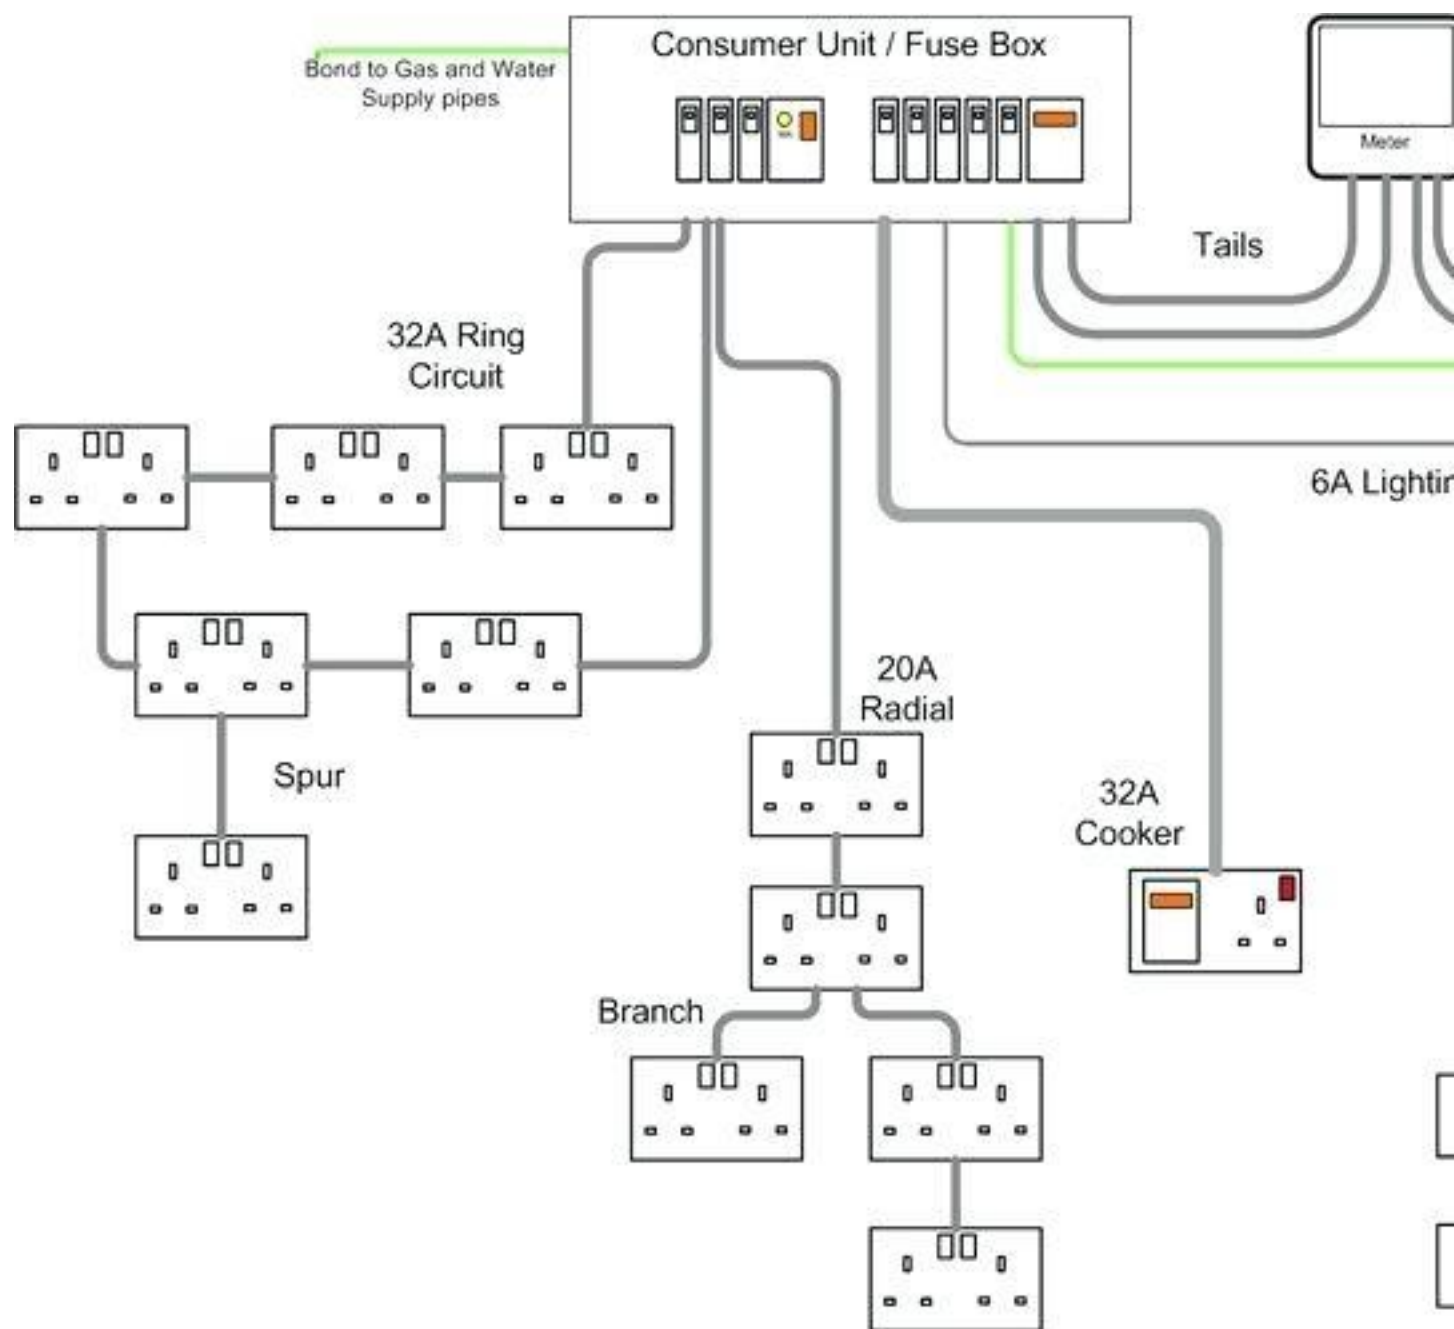 Consumer Unit / Fuse Box
Bond to Gas and Water
Supply pipes
Meter
Tails
32A Ring
Circuit
6A Lightin
20A
Radial
Spur
32A
Cooker
Branch